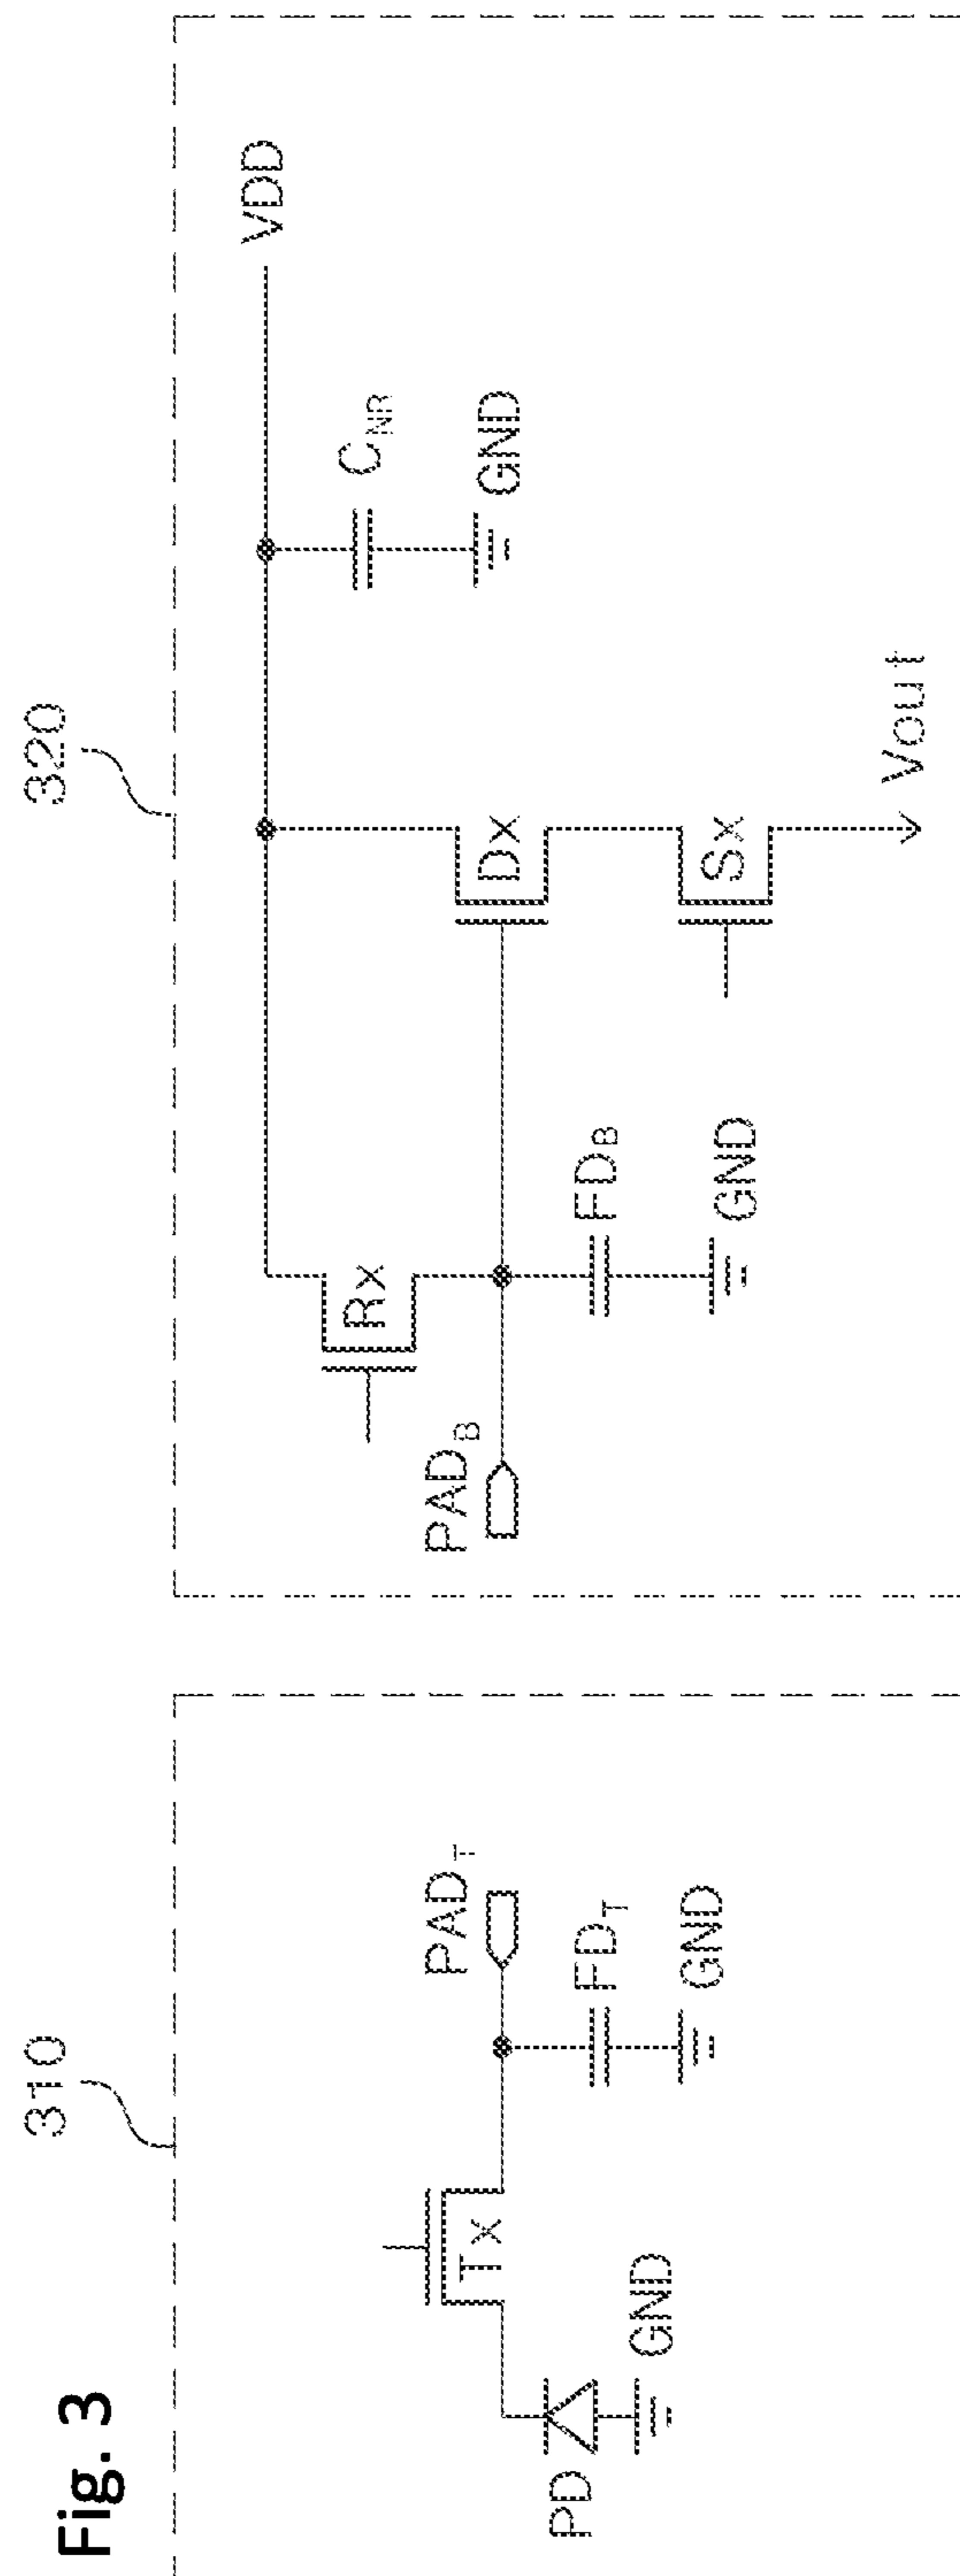 Fig. 3
310
320
PD
GND
Tx
PAD_T
FD_T
GND
PAD_B
Rx
FD_B
GND
Dx
Sx
Vout
C_NR
GND
VDD